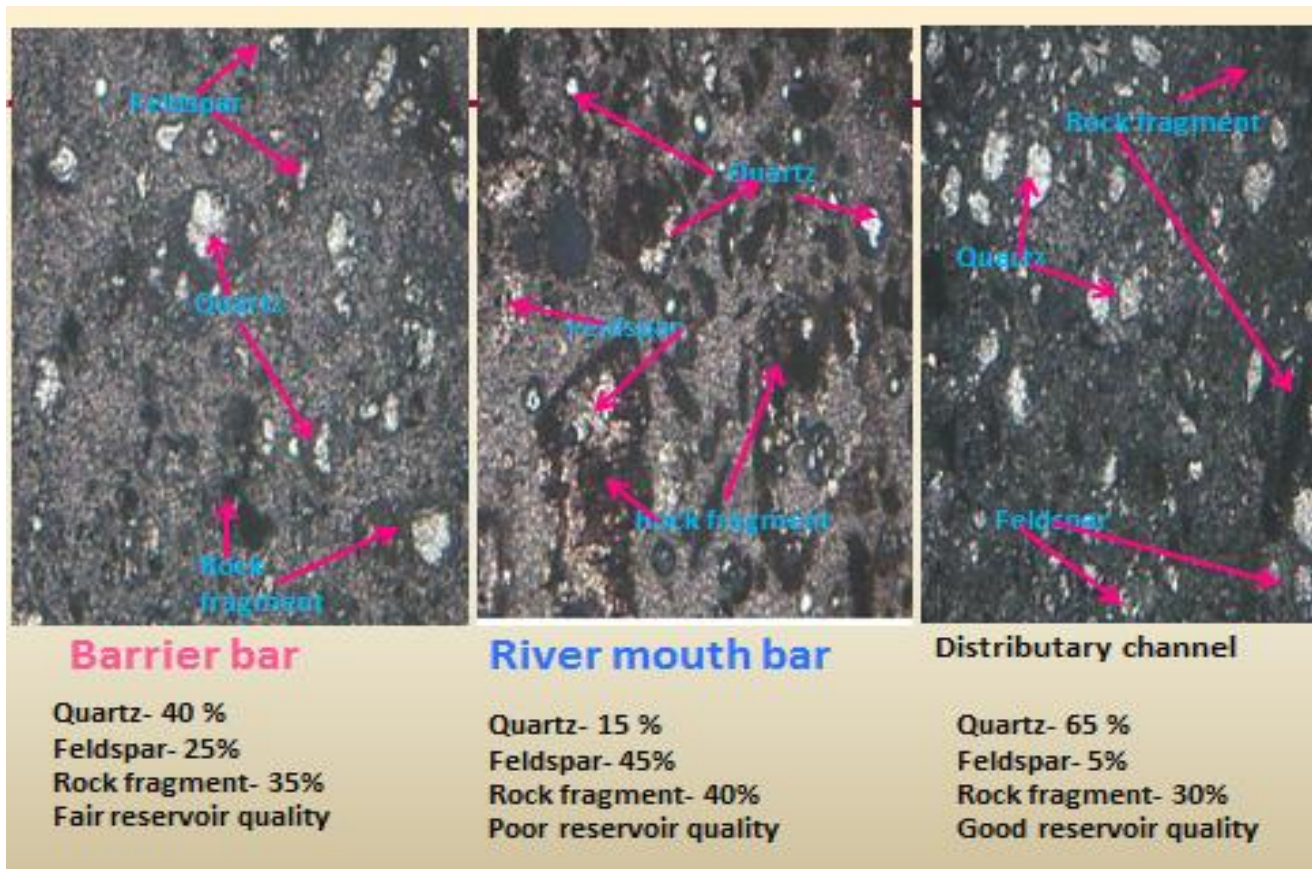 Feldspar
Quartz
Rock
fragment
Quartz
Feldspar
Rock fragment
Rock fragment
Quartz
Feldspar
Barrier bar
Quartz- 40 %
Feldspar- 25%
Rock fragment- 35%
Fair reservoir quality
River mouth bar
Quartz- 15 %
Feldspar- 45%
Rock fragment- 40%
Poor reservoir quality
Distributary channel
Quartz- 65 %
Feldspar- 5%
Rock fragment- 30%
Good reservoir quality